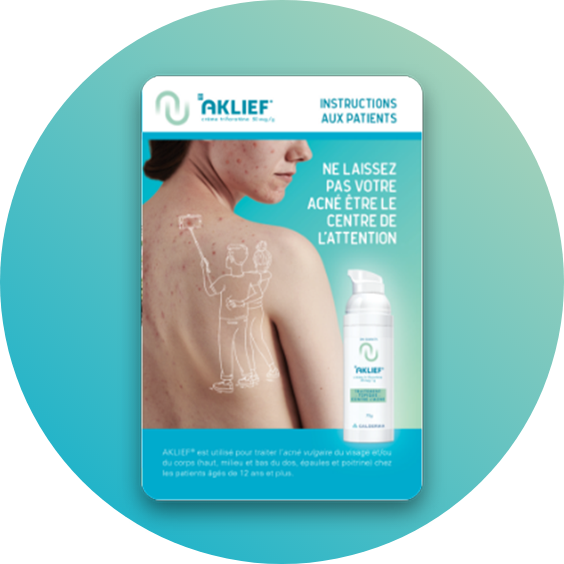 AKLIEF®
crème trifarotène 50 mcg/g
INSTRUCTIONS
AUX PATIENTS
NE LAISSEZ
PAS VOTRE
ACNÉ ÊTRE LE
CENTRE DE
L'ATTENTION
AKLIEF
GALDERMA
AKLIEF® est utilisé pour traiter l'acné vulgaire du visage et/ou
du corps (haut, milieu et bas du dos, épaules et poitrine) chez
les patients âgés de 12 ans et plus.